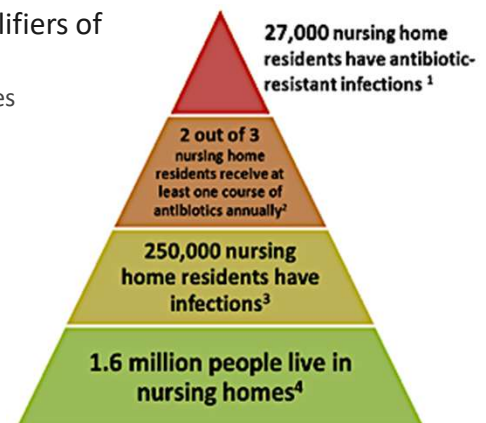 lifiers of
es
27,000 nursing home
residents have antibiotic-
resistant infections 1
2 out of 3
nursing home
residents receive at
least one course of
antibiotics annually2
250,000 nursing
home residents have
infections3
1.6 million people live in
nursing homes4